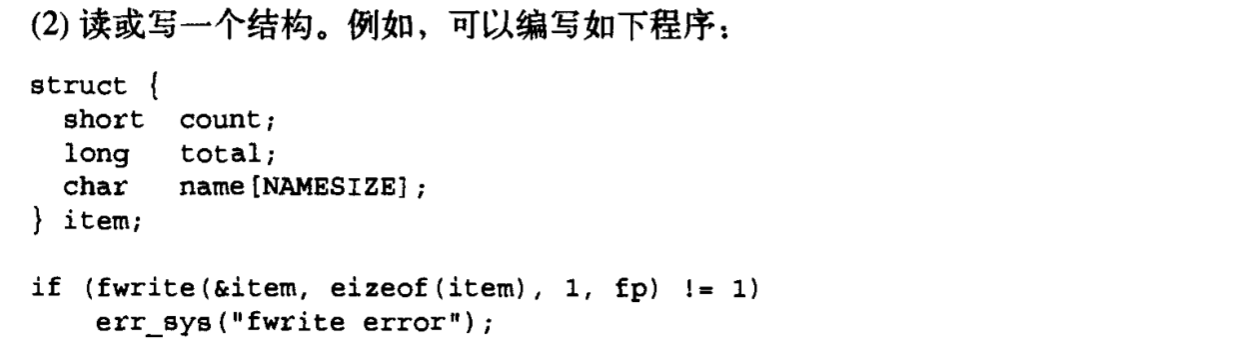 (2) 读或写一个结构。例如，可以编写如下程序：
struct {
  short  count;
  long   total;
  char   name[NAMESIZE];
} item;
if (fwrite(&item, eizeof(item), 1, fp) != 1)
    err_sys("fwrite error");